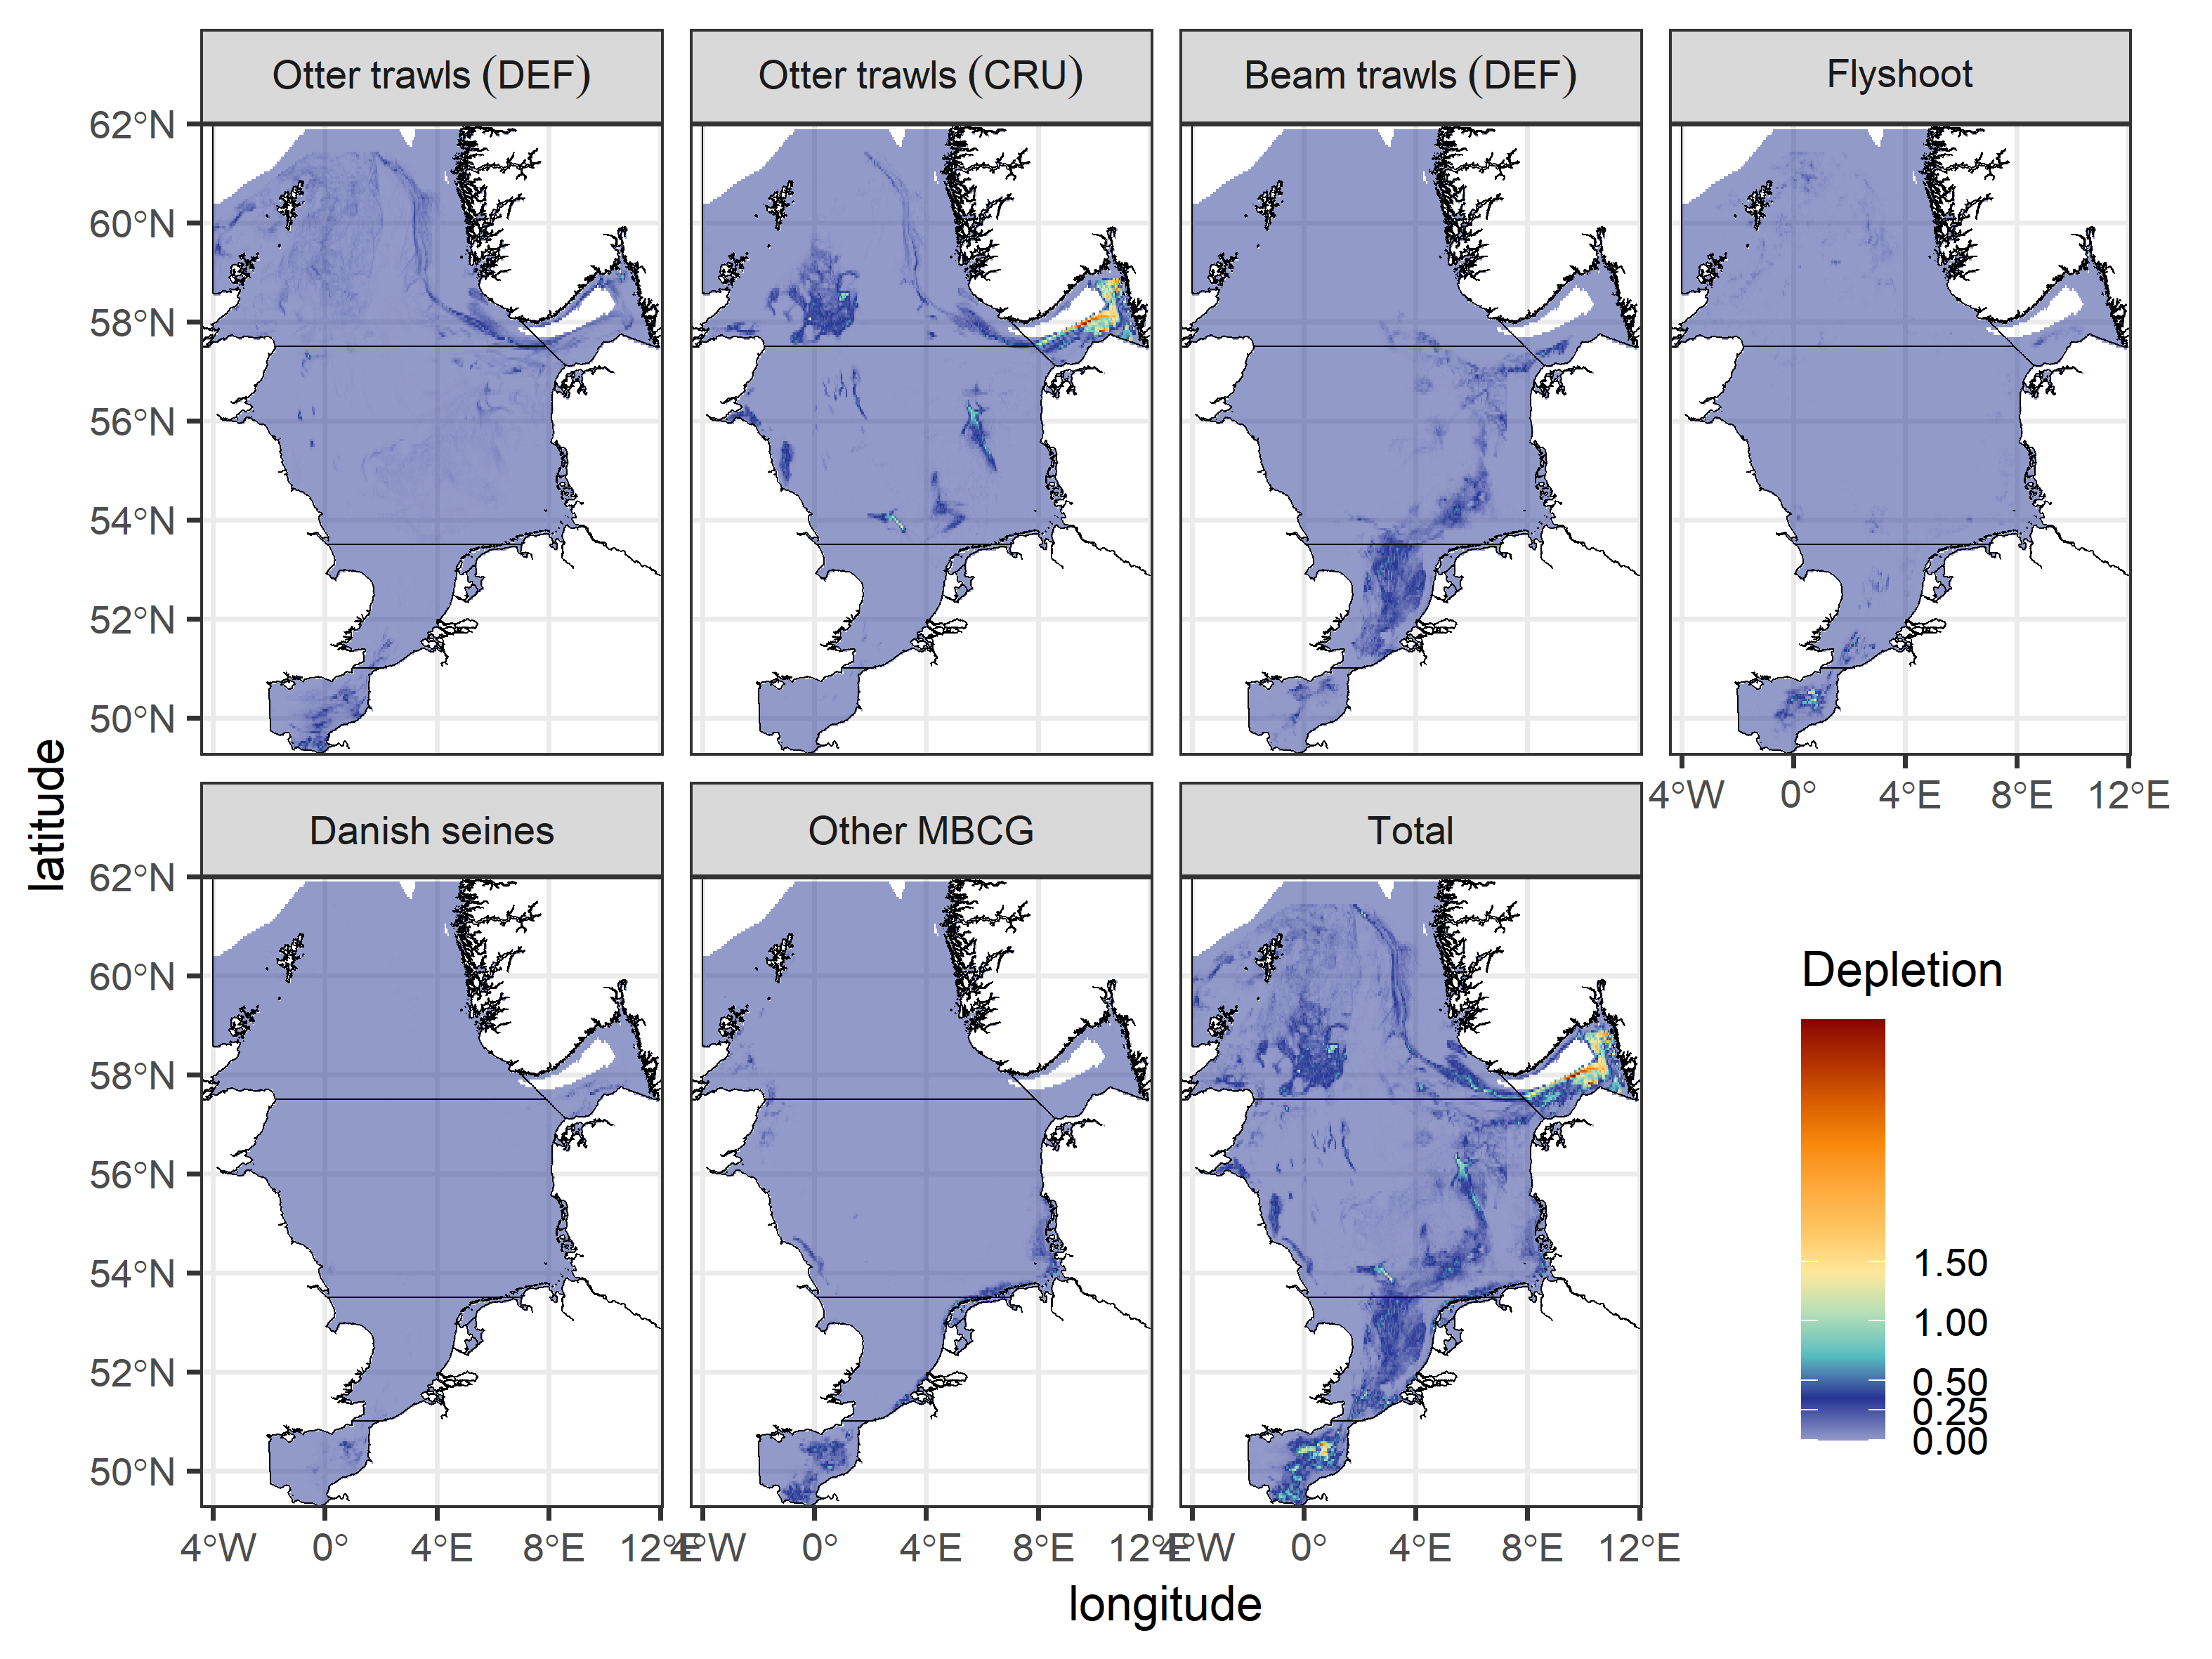 Otter trawls (DEF)
Otter trawls (CRU)
Beam trawls (DEF)
Flyshoot
62°N
60°N
58°N
56°N
54°N
52°N
50°N
4°W 0° 4°E 8°E 12°E
Danish seines
Other MBCG
Total
62°N
60°N
58°N
56°N
54°N
52°N
50°N
4°W 0° 4°E 8°E 12°E
4°W 0° 4°E 8°E 12°E
4°W 0° 4°E 8°E 12°E
latitude
longitude
Depletion
1.50
1.00
0.50
0.25
0.00